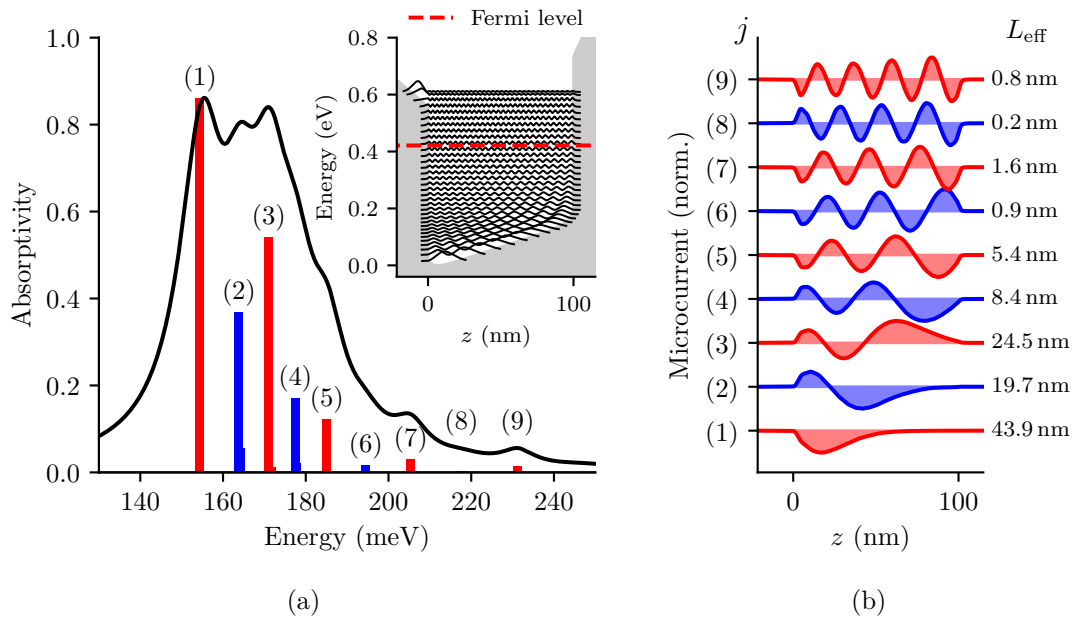 Fermi level
Absorptivity
1.0
0.8
0.6
0.4
0.2
0.0
140
160
180
200
220
240
Energy (meV)
(1)
(2)
(3)
(4)
(5)
(6)
(7)
(8)
(9)
Energy (eV)
0.8
0.6
0.4
0.2
0.0
0
100
z (nm)
(a)
j
L_eff
Microcurrent (norm.)
(9)
0.8 nm
(8)
0.2 nm
(7)
1.6 nm
(6)
0.9 nm
(5)
5.4 nm
(4)
8.4 nm
(3)
24.5 nm
(2)
19.7 nm
(1)
43.9 nm
0
100
z (nm)
(b)